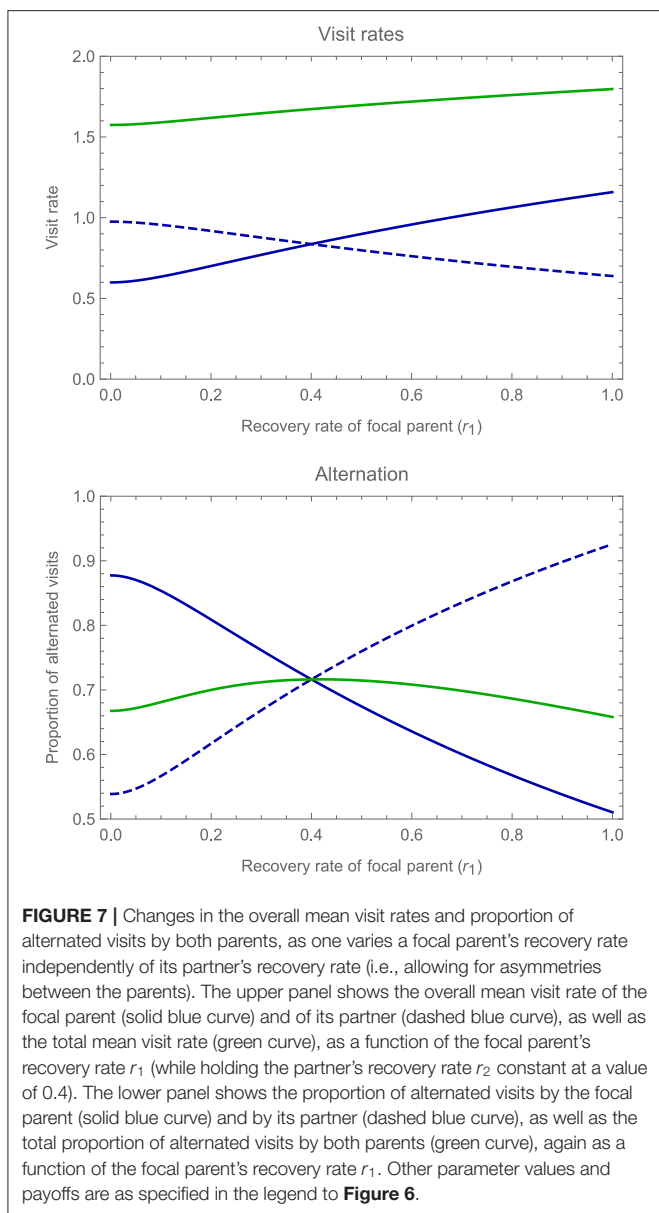 Visit rates
2.0
1.5
1.0
0.5
0.0
Visit rate
0.0 0.2 0.4 0.6 0.8 1.0
Recovery rate of focal parent (r1)
Alternation
1.0
0.9
0.8
0.7
0.6
0.5
Proportion of alternated visits
0.0 0.2 0.4 0.6 0.8 1.0
Recovery rate of focal parent (r1)
FIGURE 7 | Changes in the overall mean visit rates and proportion of
alternated visits by both parents, as one varies a focal parent's recovery rate
independently of its partner's recovery rate (i.e., allowing for asymmetries
between the parents). The upper panel shows the overall mean visit rate of the
focal parent (solid blue curve) and of its partner (dashed blue curve), as well as
the total mean visit rate (green curve), as a function of the focal parent's
recovery rate r1 (while holding the partner's recovery rate r2 constant at a value
of 0.4). The lower panel shows the proportion of alternated visits by the focal
parent (solid blue curve) and by its partner (dashed blue curve), as well as the
total proportion of alternated visits by both parents (green curve), again as a
function of the focal parent's recovery rate r1. Other parameter values and
payoffs are as specified in the legend to Figure 6.